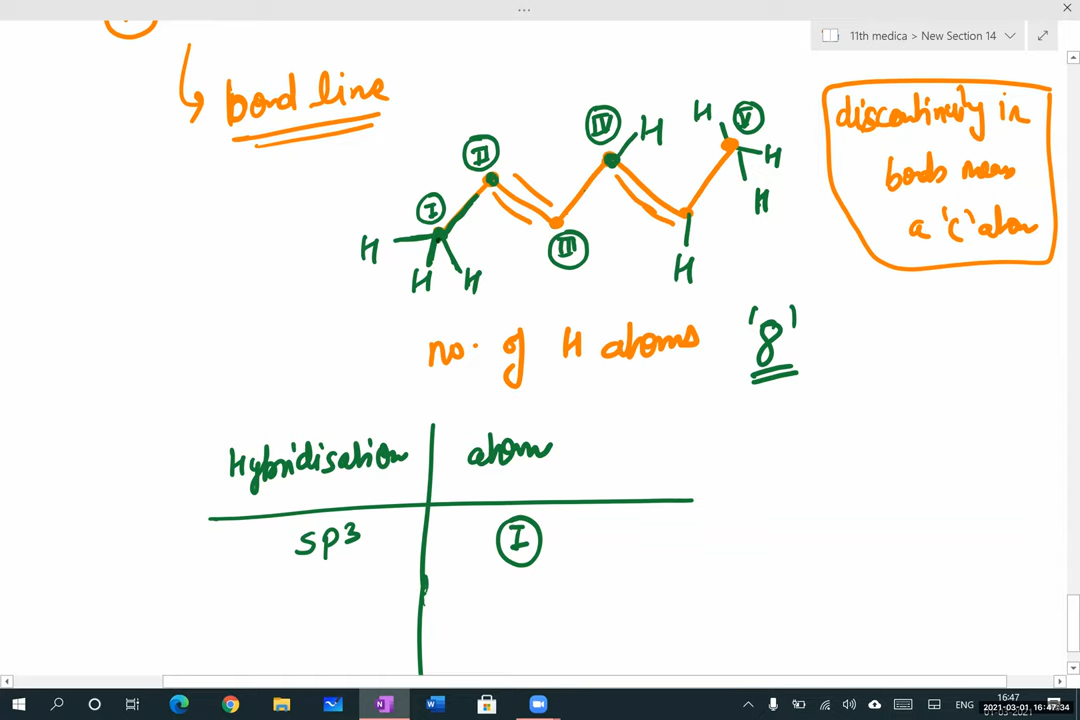 11th medica > New Section 14
bond line
discontinuity in
bonds means
a 'C' atom
IV
H
H
V
II
H
I
H
H
H
H
III
H
no. of H atoms '8'
Hybridisation atom
SP3 I
16:47
ENG
2021-03-01, 16:47:34